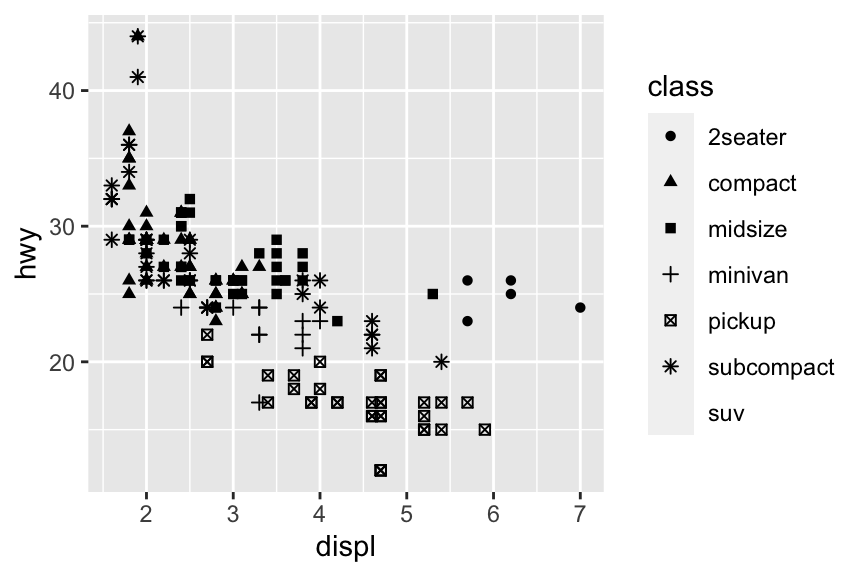 class
2seater
compact
midsize
minivan
pickup
subcompact
suv
hwy
40
30
20
2 3 4 5 6 7
displ